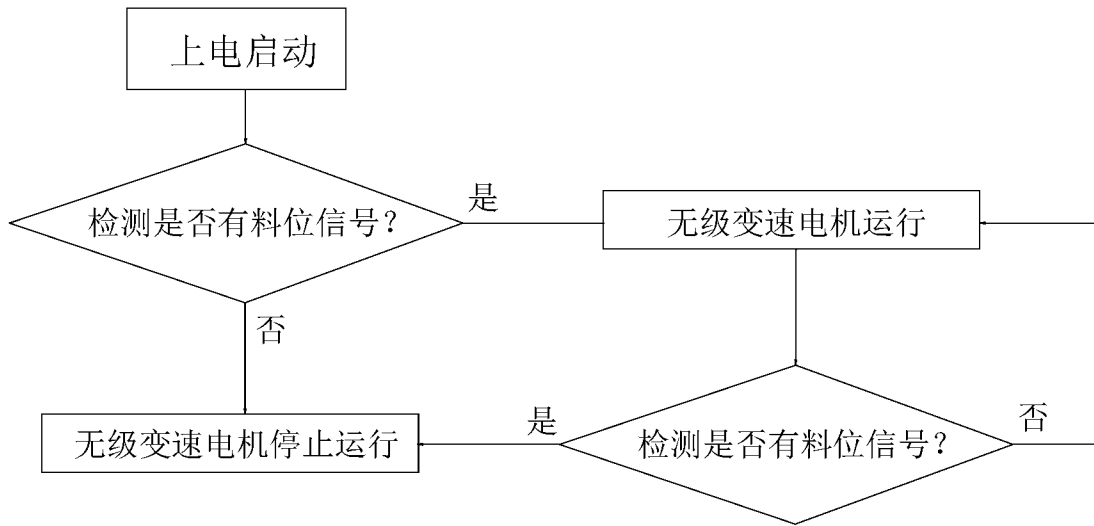 上电启动
检测是否有料位信号?
是
无级变速电机运行
否
无级变速电机停止运行
是
检测是否有料位信号?
否